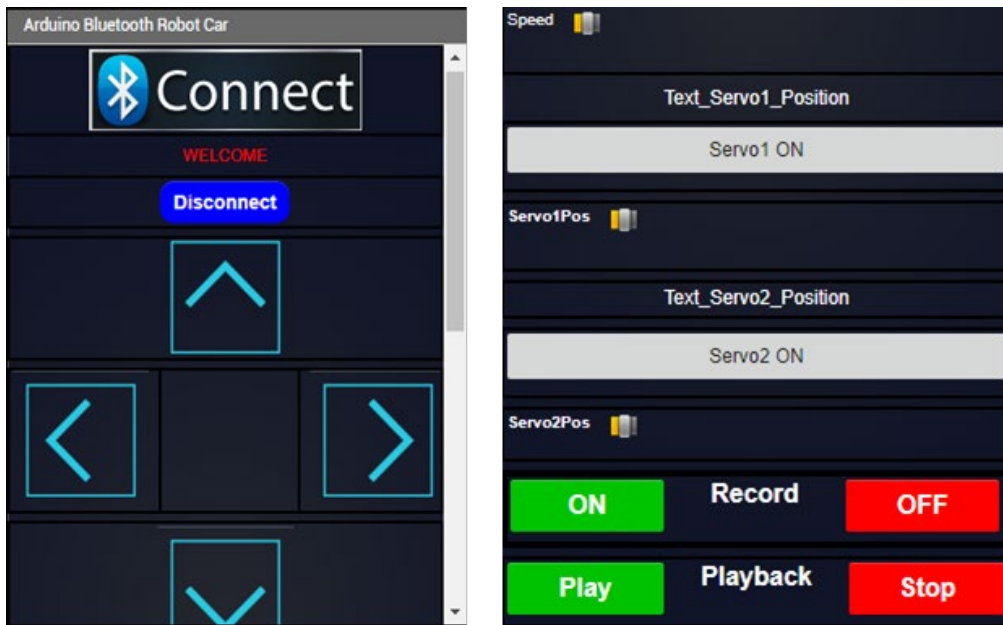 Arduino Bluetooth Robot Car
Connect
WELCOME
Disconnect
Speed
Text_Servo1_Position
Servo1 ON
Servo1Pos
Text_Servo2_Position
Servo2 ON
Servo2Pos
ON Record OFF
Play Playback Stop